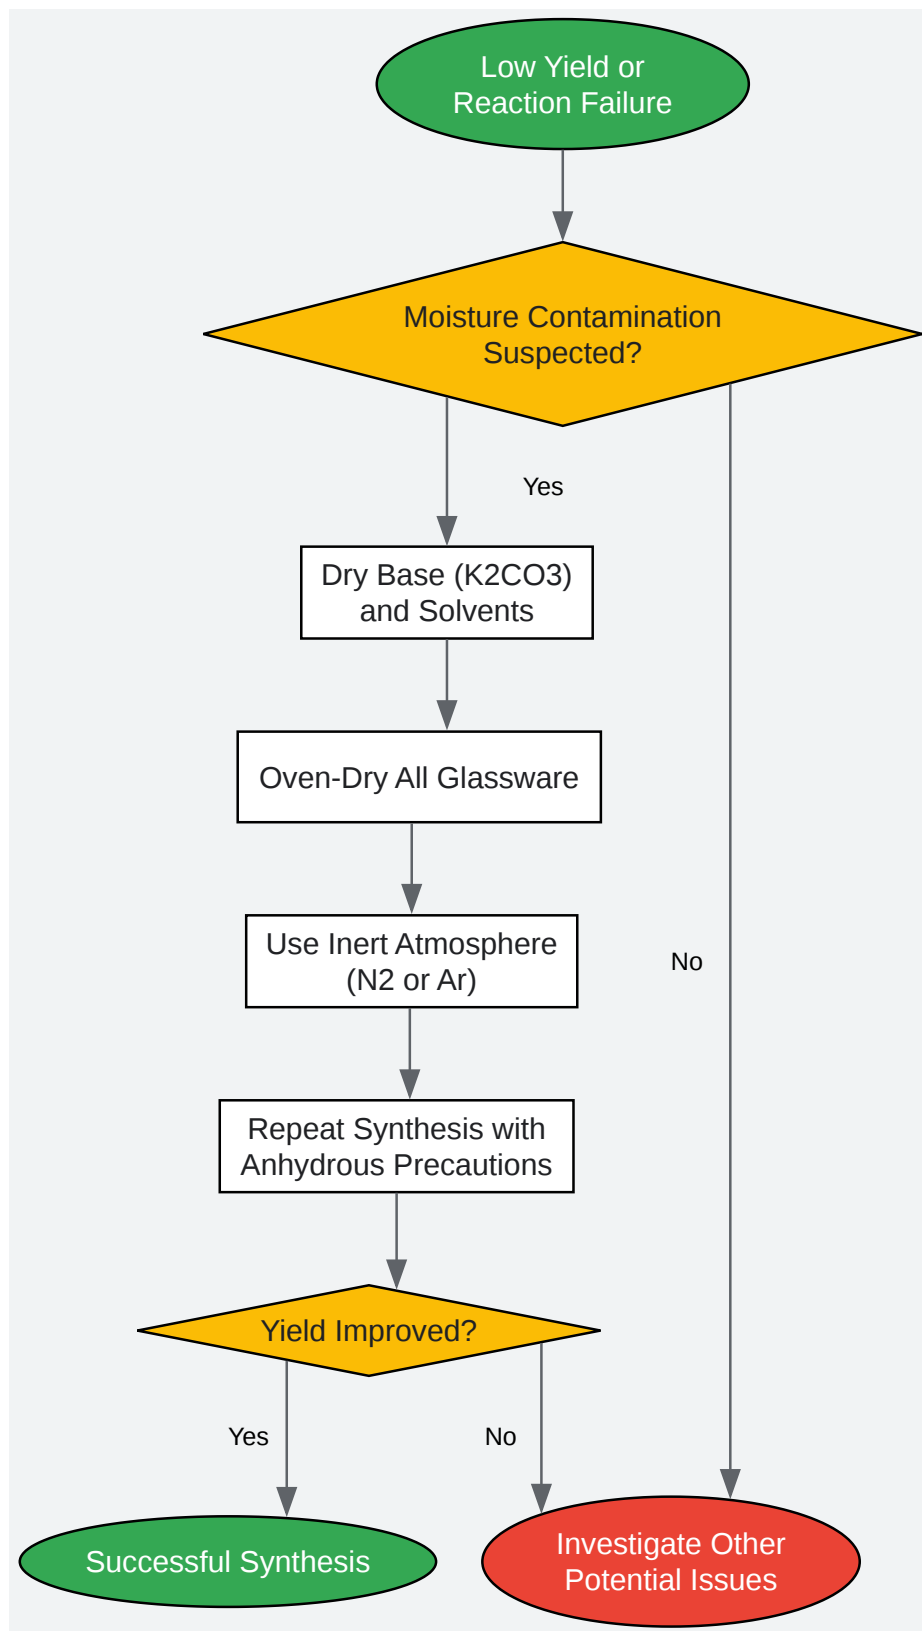 Low Yield or
Reaction Failure
Moisture Contamination
Suspected?
Yes
Dry Base (K2CO3)
and Solvents
Oven-Dry All Glassware
Use Inert Atmosphere
(N2 or Ar)
No
Repeat Synthesis with
Anhydrous Precautions
Yield Improved?
Yes
No
Successful Synthesis
Investigate Other
Potential Issues